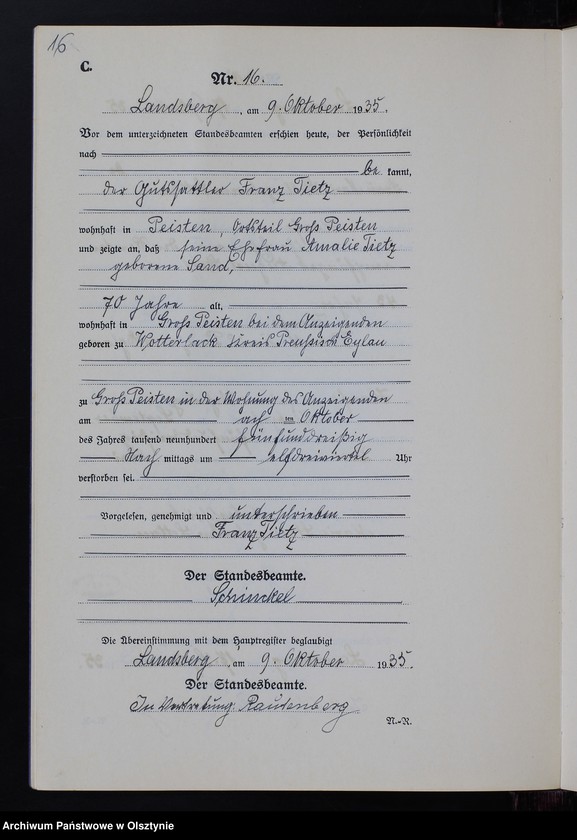 16
C.
Nr. 16.
Landsberg, am 9. Oktober 1935.
Vor dem unterzeichneten Standesbeamten erschien heute, der Persönlichkeit
nach
be kannt,
der Gutssattler Franz Tietz
wohnhaft in Peisten, Ortsteil Gross Peisten
und zeigte an, daß seine Ehefrau Amalie Tietz
geborene Sand,
70 Jahre alt,
wohnhaft in Gross Peisten bei dem Anzeigenden
geboren zu Wotterlack Kreis Preußisch Eylau
zu Gross Peisten in der Wohnung des Anzeigenden
am ten Oktober
des Jahres tausend neunhundert fünfunddreißig
Nach mittags um elfdreiviertel Uhr
verstorben sei.
Vorgelesen, genehmigt und unterschrieben
Franz Tietz
Der Standesbeamte.
Schinckel
Die Übereinstimmung mit dem Hauptregister beglaubigt
Landsberg, am 9. Oktober 1935.
Der Standesbeamte.
In Vertretung Rautenberg
N.-R.
Archiwum Państwowe w Olsztynie